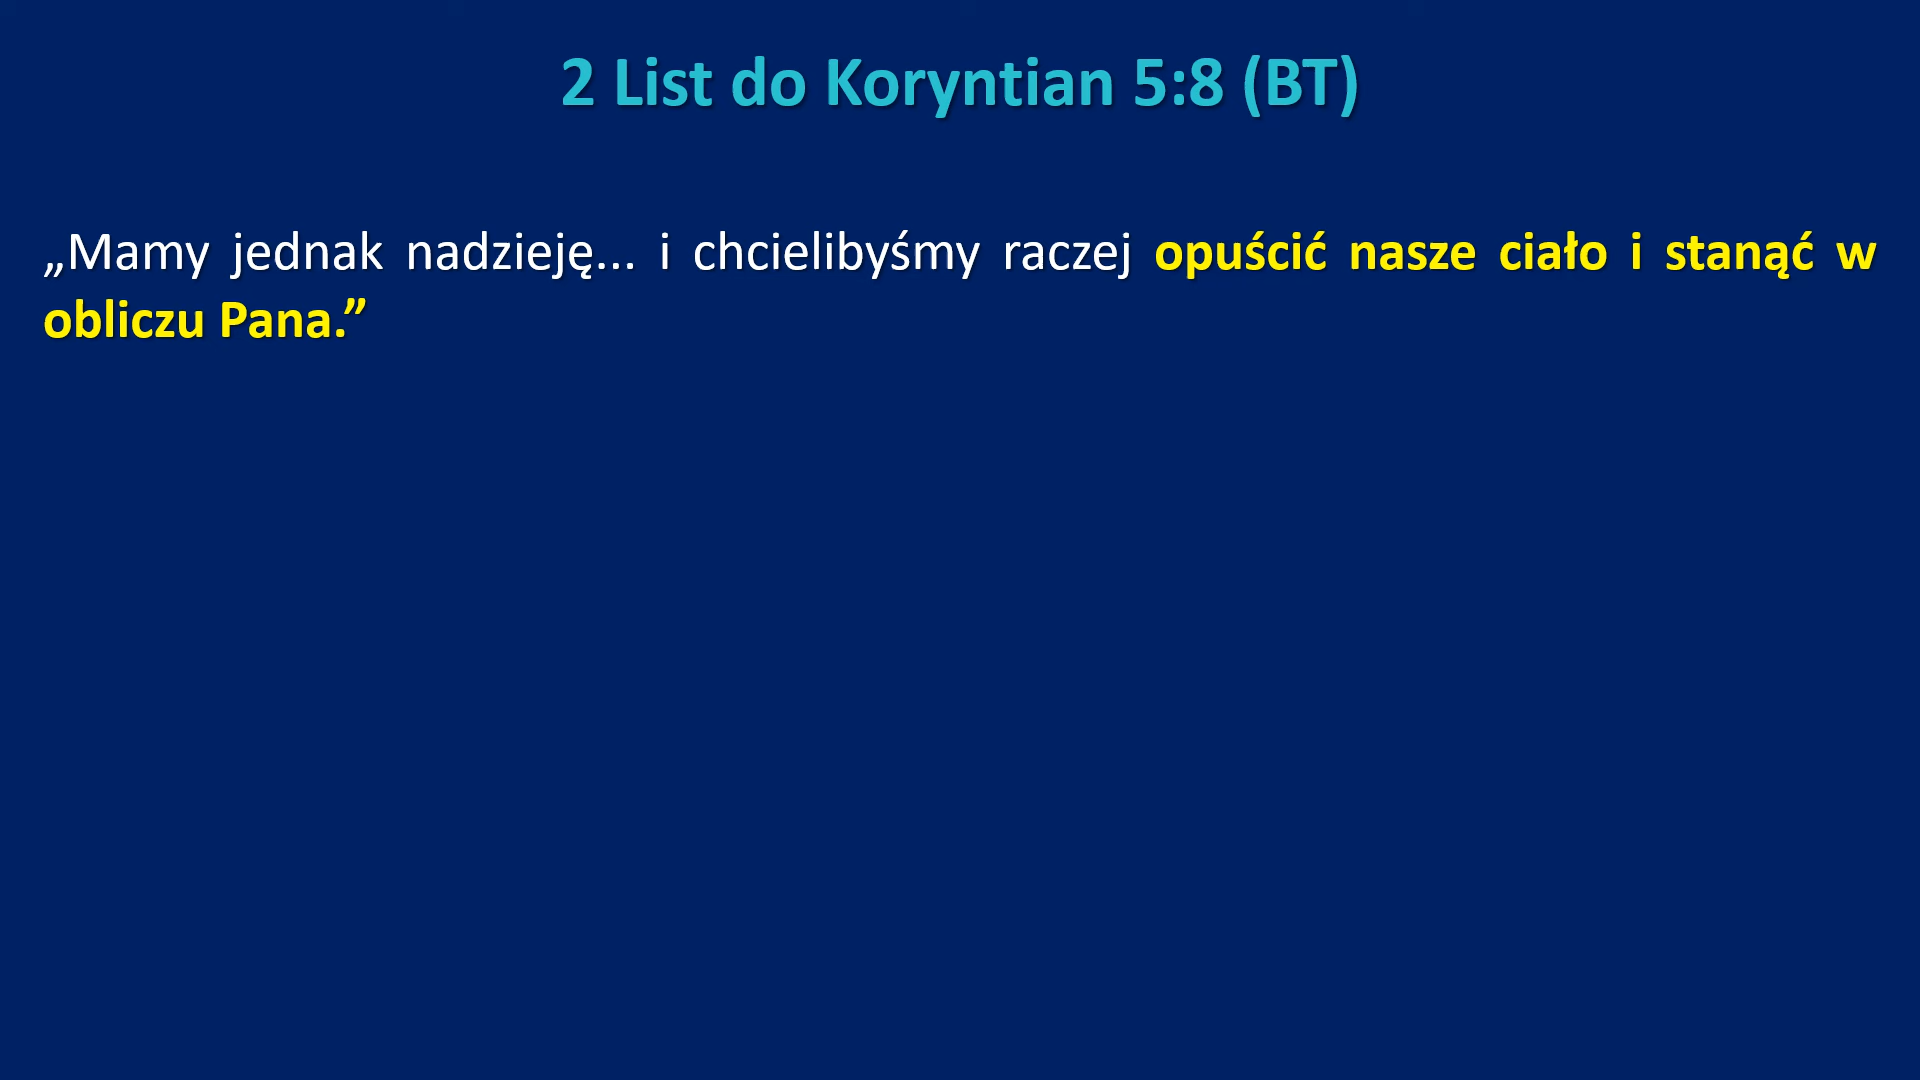 2 List do Koryntian 5:8 (BT)
„Mamy jednak nadzieję... i chcielibyśmy raczej opuścić nasze ciało i stanąć w
obliczu Pana.”